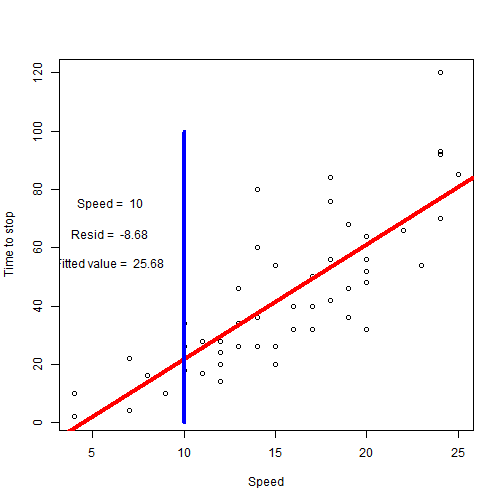 120
100
80
60
40
20
0
Time to stop
Speed = 10
Resid = -8.68
Fitted value = 25.68
5 10 15 20 25
Speed